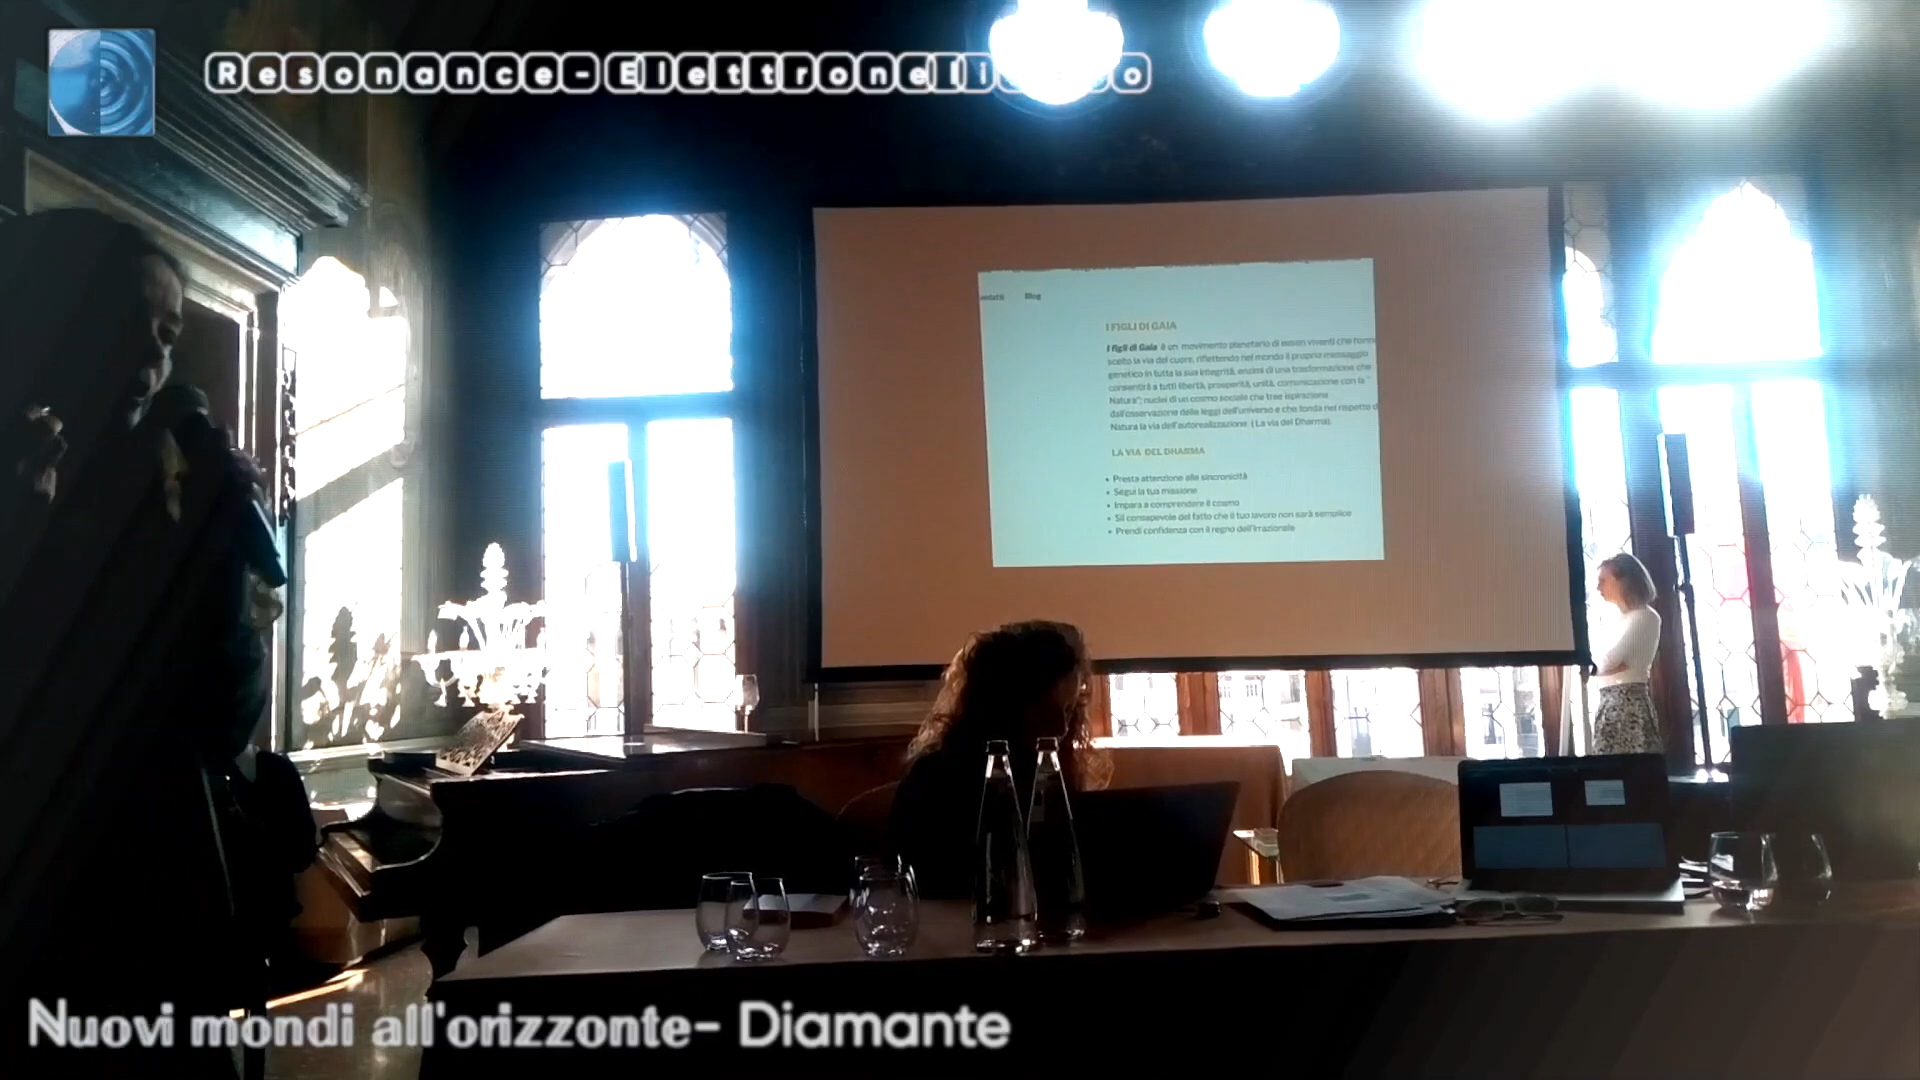 Resonance-Elettroneli
Blog
I FIGLI DI GAIA
I figli di Gaia è un movimento planetario di esseri viventi che hanno
scelto la via del cuore, riflettendo nel mondo il proprio messaggio
genetico in tutta la sua integrità, enzimi di una trasformazione che
consentirà a tutti libertà, prosperità, unità, comunicazione con la "
Natura"; nuclei di un cosmo sociale che trae ispirazione
dall'osservazione delle leggi dell'universo e che fonda nel rispetto d
Natura la via dell'autorealizzazione. (La via del Dharma).
LA VIA DEL DHARMA
• Presta attenzione alle sincronicità
• Segui la tua missione
• Impara a comprendere il cosmo
• Sii consapevole del fatto che il tuo lavoro non sarà semplice
• Prendi confidenza con il regno dell'irrazionale
Nuovi mondi all'orizzonte- Diamante